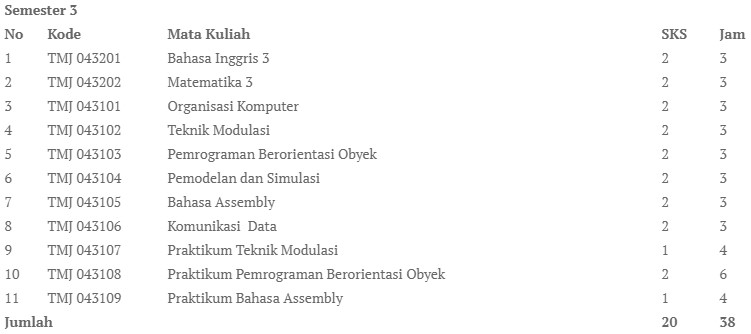 Semester 3
No Kode Mata Kuliah SKS Jam
1 TMJ 043201 Bahasa Inggris 3 2 3
2 TMJ 043202 Matematika 3 2 3
3 TMJ 043101 Organisasi Komputer 2 3
4 TMJ 043102 Teknik Modulasi 2 3
5 TMJ 043103 Pemrograman Berorientasi Obyek 2 3
6 TMJ 043104 Pemodelan dan Simulasi 2 3
7 TMJ 043105 Bahasa Assembly 2 3
8 TMJ 043106 Komunikasi  Data 2 3
9 TMJ 043107 Praktikum Teknik Modulasi 1 4
10 TMJ 043108 Praktikum Pemrograman Berorientasi Obyek 2 6
11 TMJ 043109 Praktikum Bahasa Assembly 1 4
Jumlah 20 38